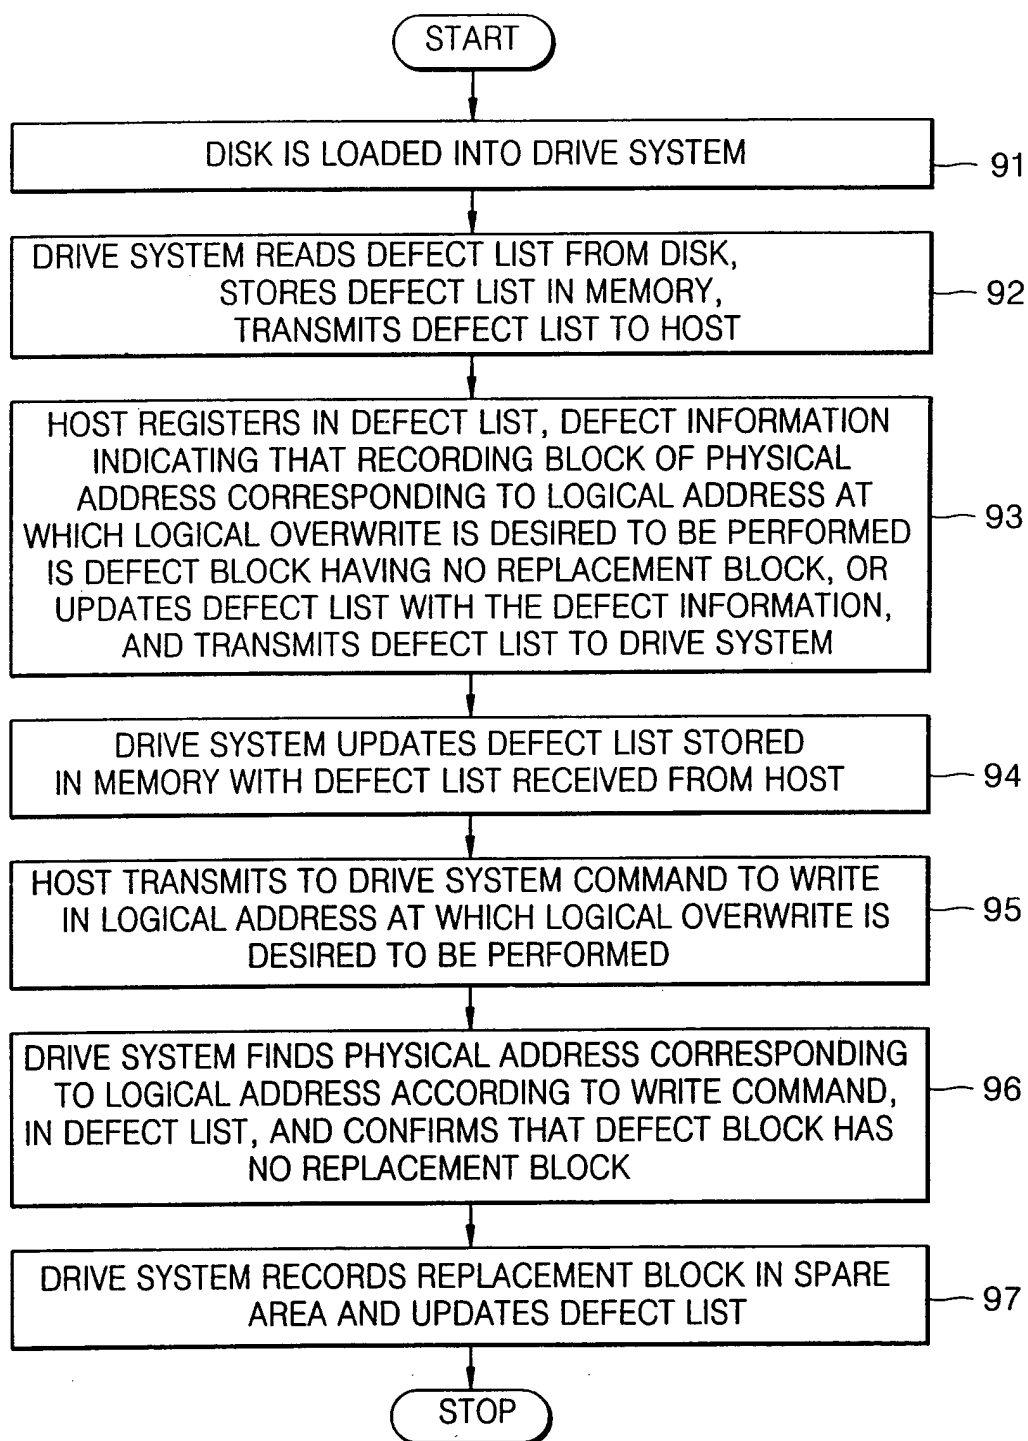 START
DISK IS LOADED INTO DRIVE SYSTEM
91
DRIVE SYSTEM READS DEFECT LIST FROM DISK,
STORES DEFECT LIST IN MEMORY,
TRANSMITS DEFECT LIST TO HOST
92
HOST REGISTERS IN DEFECT LIST, DEFECT INFORMATION
INDICATING THAT RECORDING BLOCK OF PHYSICAL
ADDRESS CORRESPONDING TO LOGICAL ADDRESS AT
WHICH LOGICAL OVERWRITE IS DESIRED TO BE PERFORMED
IS DEFECT BLOCK HAVING NO REPLACEMENT BLOCK, OR
UPDATES DEFECT LIST WITH THE DEFECT INFORMATION,
AND TRANSMITS DEFECT LIST TO DRIVE SYSTEM
93
DRIVE SYSTEM UPDATES DEFECT LIST STORED
IN MEMORY WITH DEFECT LIST RECEIVED FROM HOST
94
HOST TRANSMITS TO DRIVE SYSTEM COMMAND TO WRITE
IN LOGICAL ADDRESS AT WHICH LOGICAL OVERWRITE IS
DESIRED TO BE PERFORMED
95
DRIVE SYSTEM FINDS PHYSICAL ADDRESS CORRESPONDING
TO LOGICAL ADDRESS ACCORDING TO WRITE COMMAND,
IN DEFECT LIST, AND CONFIRMS THAT DEFECT BLOCK HAS
NO REPLACEMENT BLOCK
96
DRIVE SYSTEM RECORDS REPLACEMENT BLOCK IN SPARE
AREA AND UPDATES DEFECT LIST
97
STOP